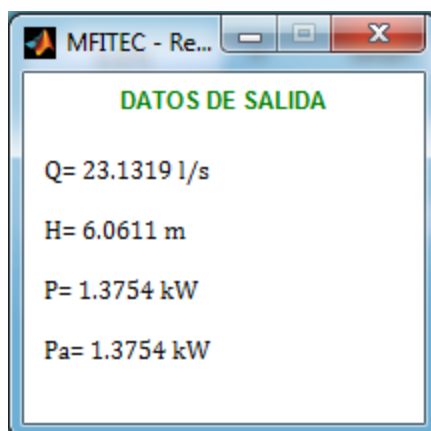 MFITEC - Re...
DATOS DE SALIDA
Q= 23.1319 l/s
H= 6.0611 m
P= 1.3754 kW
Pa= 1.3754 kW